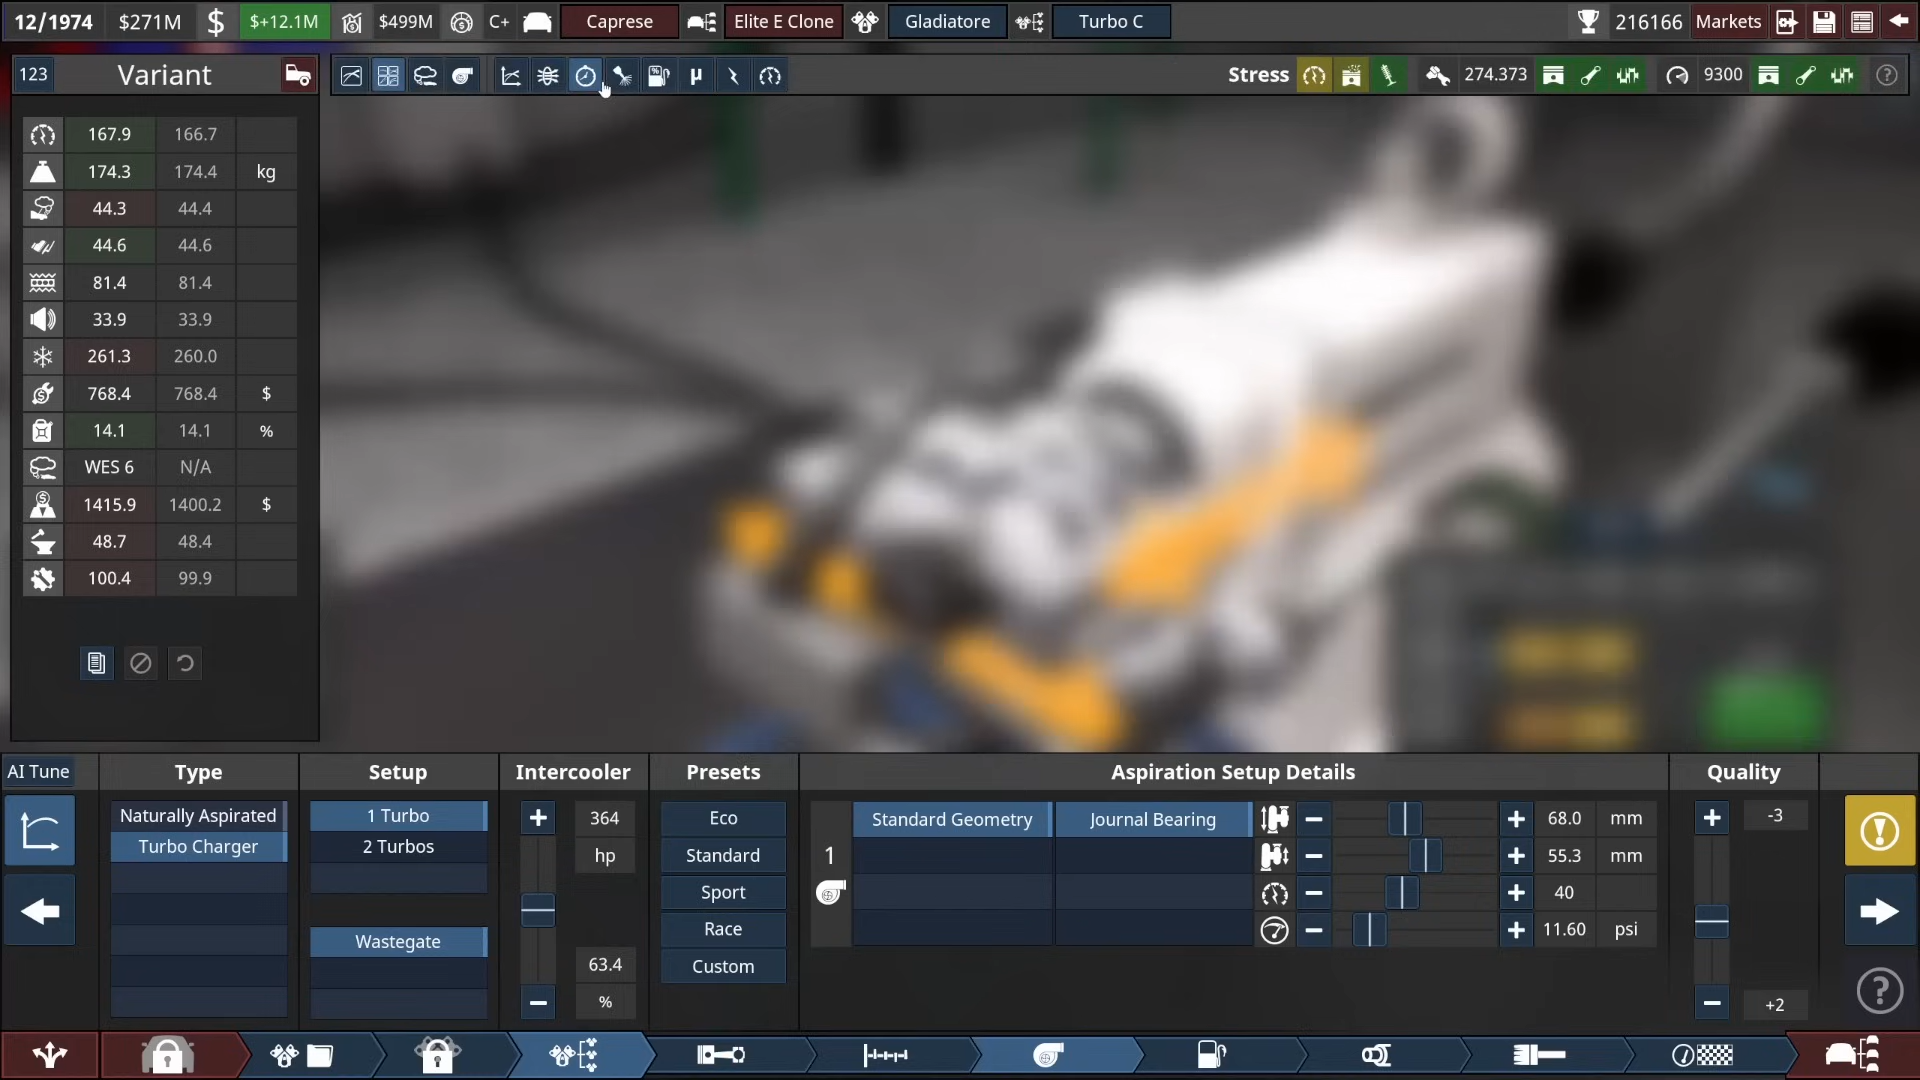 12/1974 $271M $ $+12.1M $499M C+ Caprese Elite E Clone Gladiatore Turbo C 216166 Markets
123 Variant µ Stress 274.373 9300 ?
167.9 166.7
174.3 174.4 kg
44.3 44.4
44.6 44.6
81.4 81.4
33.9 33.9
261.3 260.0
768.4 768.4 $
14.1 14.1 %
WES 6 N/A
1415.9 1400.2 $
48.7 48.4
100.4 99.9
AI Tune Type Setup Intercooler Presets Aspiration Setup Details Quality
Naturally Aspirated 1 Turbo + 364 Eco Standard Geometry Journal Bearing - + 68.0 mm + -3
Turbo Charger 2 Turbos hp Standard 1 - + 55.3 mm
Sport - + 40
Wastegate Race - + 11.60 psi
63.4 Custom
- % - +2 ?